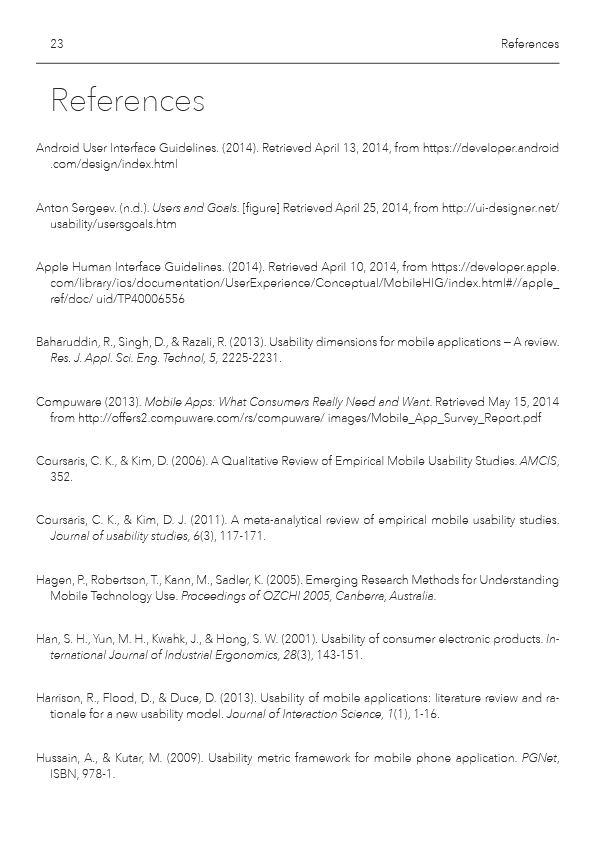 23 References
References
Android User Interface Guidelines. (2014). Retrieved April 13, 2014, from https://developer.android
.com/design/index.html
Anton Sergeev. (n.d.). Users and Goals. [figure] Retrieved April 25, 2014, from http://ui-designer.net/
usability/usersgoals.htm
Apple Human Interface Guidelines. (2014). Retrieved April 10, 2014, from https://developer.apple.
com/library/ios/documentation/UserExperience/Conceptual/MobileHIG/index.html#//apple_
ref/doc/ uid/TP40006556
Baharuddin, R., Singh, D., & Razali, R. (2013). Usability dimensions for mobile applications – A review.
Res. J. Appl. Sci. Eng. Technol, 5, 2225-2231.
Compuware (2013). Mobile Apps: What Consumers Really Need and Want. Retrieved May 15, 2014
from http://offers2.compuware.com/rs/compuware/ images/Mobile_App_Survey_Report.pdf
Coursaris, C. K., & Kim, D. (2006). A Qualitative Review of Empirical Mobile Usability Studies. AMCIS,
352.
Coursaris, C. K., & Kim, D. J. (2011). A meta-analytical review of empirical mobile usability studies.
Journal of usability studies, 6(3), 117-171.
Hagen, P., Robertson, T., Kann, M., Sadler, K. (2005). Emerging Research Methods for Understanding
Mobile Technology Use. Proceedings of OZCHI 2005, Canberra, Australia.
Han, S. H., Yun, M. H., Kwahk, J., & Hong, S. W. (2001). Usability of consumer electronic products. In-
ternational Journal of Industrial Ergonomics, 28(3), 143-151.
Harrison, R., Flood, D., & Duce, D. (2013). Usability of mobile applications: literature review and ra-
tionale for a new usability model. Journal of Interaction Science, 1(1), 1-16.
Hussain, A., & Kutar, M. (2009). Usability metric framework for mobile phone application. PGNet,
ISBN, 978-1.